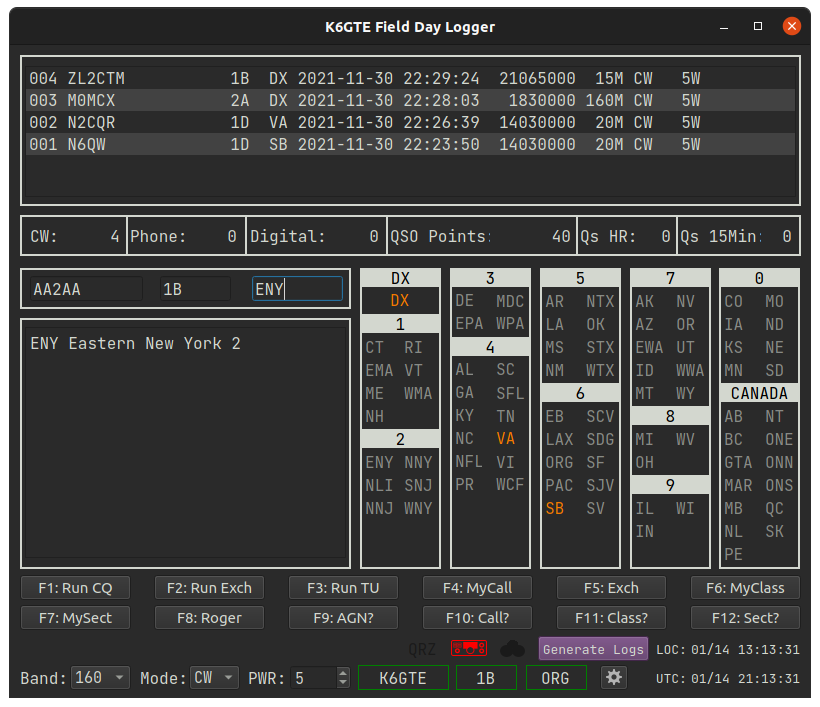 K6GTE Field Day Logger
004 ZL2CTM 1B DX 2021-11-30 22:29:24 21065000 15M CW 5W
003 M0MCX 2A DX 2021-11-30 22:28:03 1830000 160M CW 5W
002 N2CQR 1D VA 2021-11-30 22:26:39 14030000 20M CW 5W
001 N6QW 1D SB 2021-11-30 22:23:50 14030000 20M CW 5W
CW: 4 Phone: 0 Digital: 0 QSO Points: 40 Qs HR: 0 Qs 15Min: 0
AA2AA 1B ENY
ENY Eastern New York 2
DX
DX
1
CT RI
EMA VT
ME WMA
NH
2
ENY NNY
NLI SNJ
NNJ WNY
3
DE MDC
EPA WPA
4
AL SC
GA SFL
KY TN
NC VA
NFL VI
PR WCF
5
AR NTX
LA OK
MS STX
NM WTX
6
EB SCV
LAX SDG
ORG SF
PAC SJV
SB SV
7
AK NV
AZ OR
EWA UT
ID WWA
MT WY
8
MI WV
OH
9
IL WI
IN
0
CO MO
IA ND
KS NE
MN SD
CANADA
AB NT
BC ONE
GTA ONN
MAR ONS
MB QC
NL SK
PE
F1: Run CQ F2: Run Exch F3: Run TU F4: MyCall F5: Exch F6: MyClass
F7: MySect F8: Roger F9: AGN? F10: Call? F11: Class? F12: Sect?
QRZ Generate Logs LOC: 01/14 13:13:31
Band: 160 Mode: CW PWR: 5 K6GTE 1B ORG UTC: 01/14 21:13:31